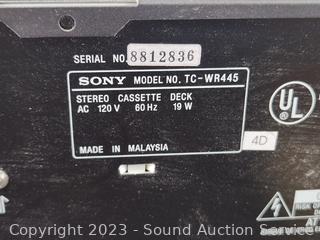 SERIAL NO. 8812836
SONY MODEL NO. TC-WR445
STEREO CASSETTE DECK
AC 120 V 60 Hz 19 W
MADE IN MALAYSIA
4D
UL
®
Copyright © 2023 - Sound Auction Service